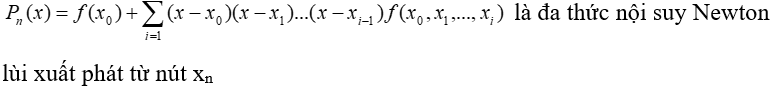 P_n(x) = f(x_0) + \sum_{i=1} (x - x_0)(x - x_1)...(x - x_{i-1}) f(x_0, x_1, ..., x_i) là đa thức nội suy Newton
lùi xuất phát từ nút x_n